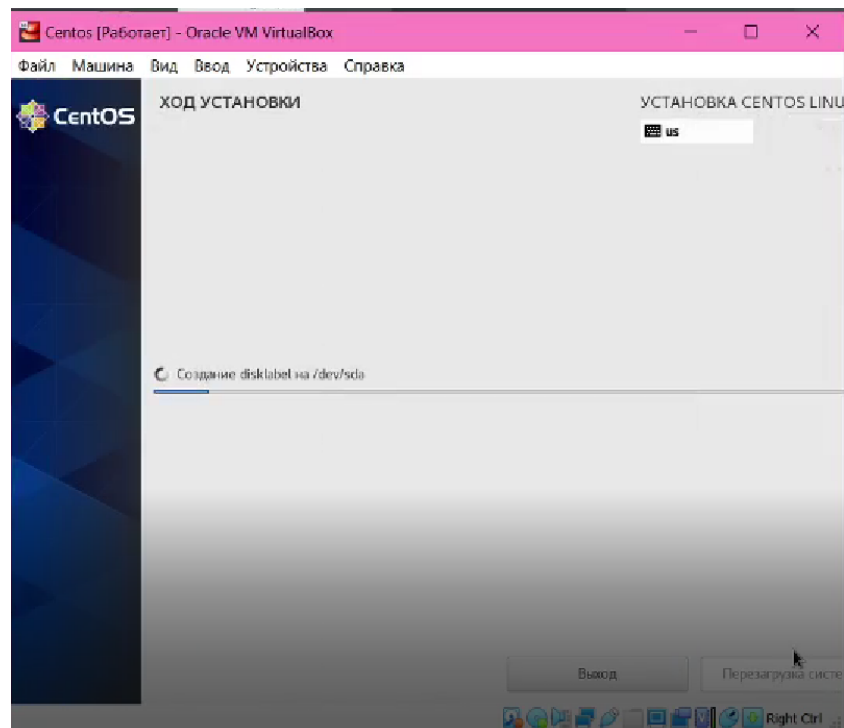 Centos [Работает] - Oracle VM VirtualBox
Файл Машина Вид Ввод Устройства Справка
CentOS
ХОД УСТАНОВКИ
УСТАНОВКА CENTOS LINU
us
Создание disklabel на /dev/sda
Выход
Перезагрузка систе
Right Ctrl